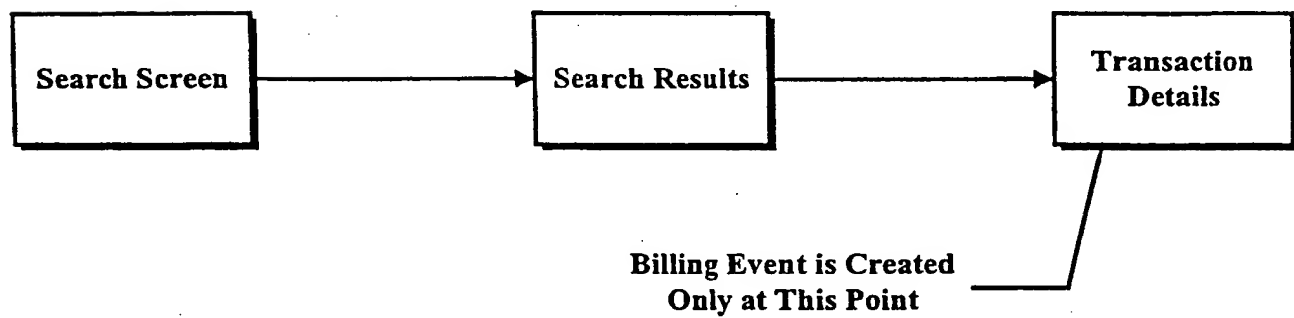 Search Screen
Search Results
Transaction
Details
Billing Event is Created
Only at This Point